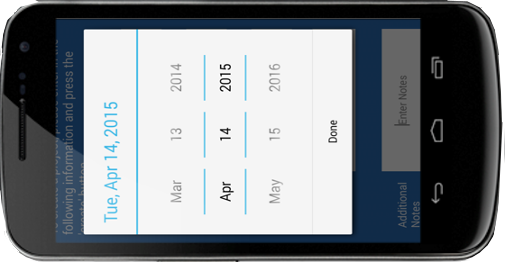 following information and press the
Tue, Apr 14, 2015
Mar 13 2014
Apr 14 2015
May 15 2016
Done
Additional
Notes
Enter Notes